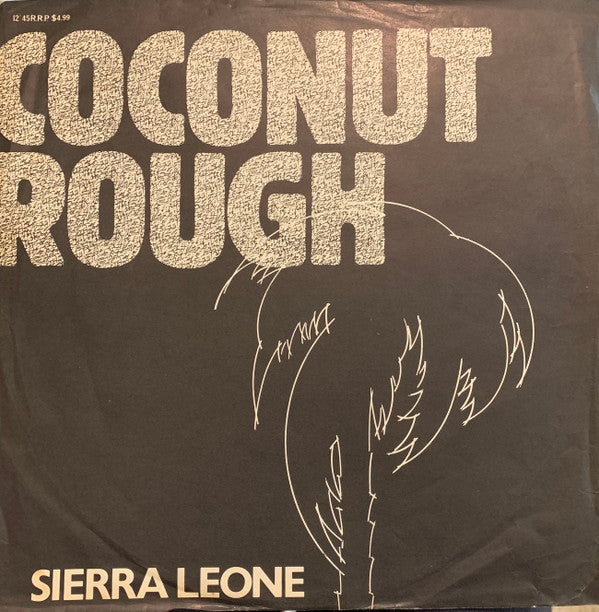 12" 45 R.R.P. $4.99
COCONUT
ROUGH
SIERRA LEONE